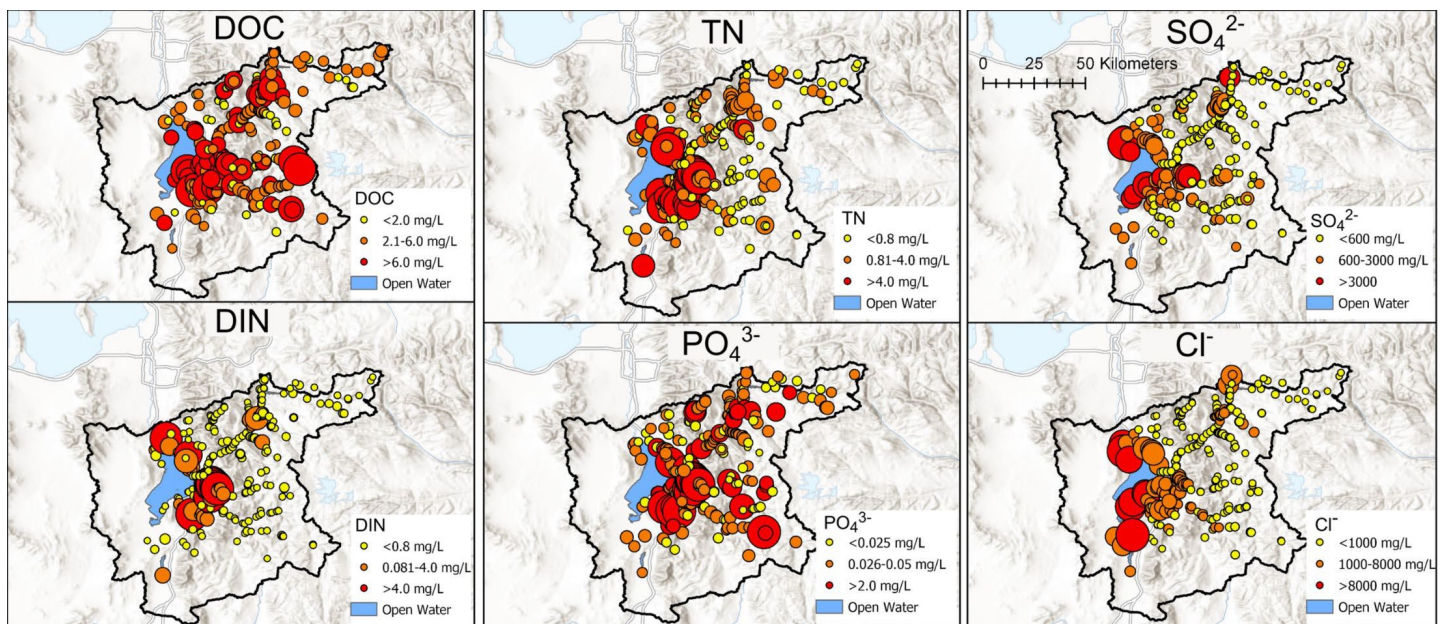 DOC
DOC
<2.0 mg/L
2.1-6.0 mg/L
>6.0 mg/L
Open Water
TN
TN
<0.8 mg/L
0.81-4.0 mg/L
>4.0 mg/L
Open Water
SO₄²⁻
0 25 50 Kilometers
SO₄²⁻
<600 mg/L
600-3000 mg/L
>3000
Open Water
DIN
DIN
<0.8 mg/L
0.081-4.0 mg/L
>4.0 mg/L
Open Water
PO₄³⁻
PO₄³⁻
<0.025 mg/L
0.026-0.05 mg/L
>2.0 mg/L
Open Water
Cl⁻
Cl⁻
<1000 mg/L
1000-8000 mg/L
>8000 mg/L
Open Water